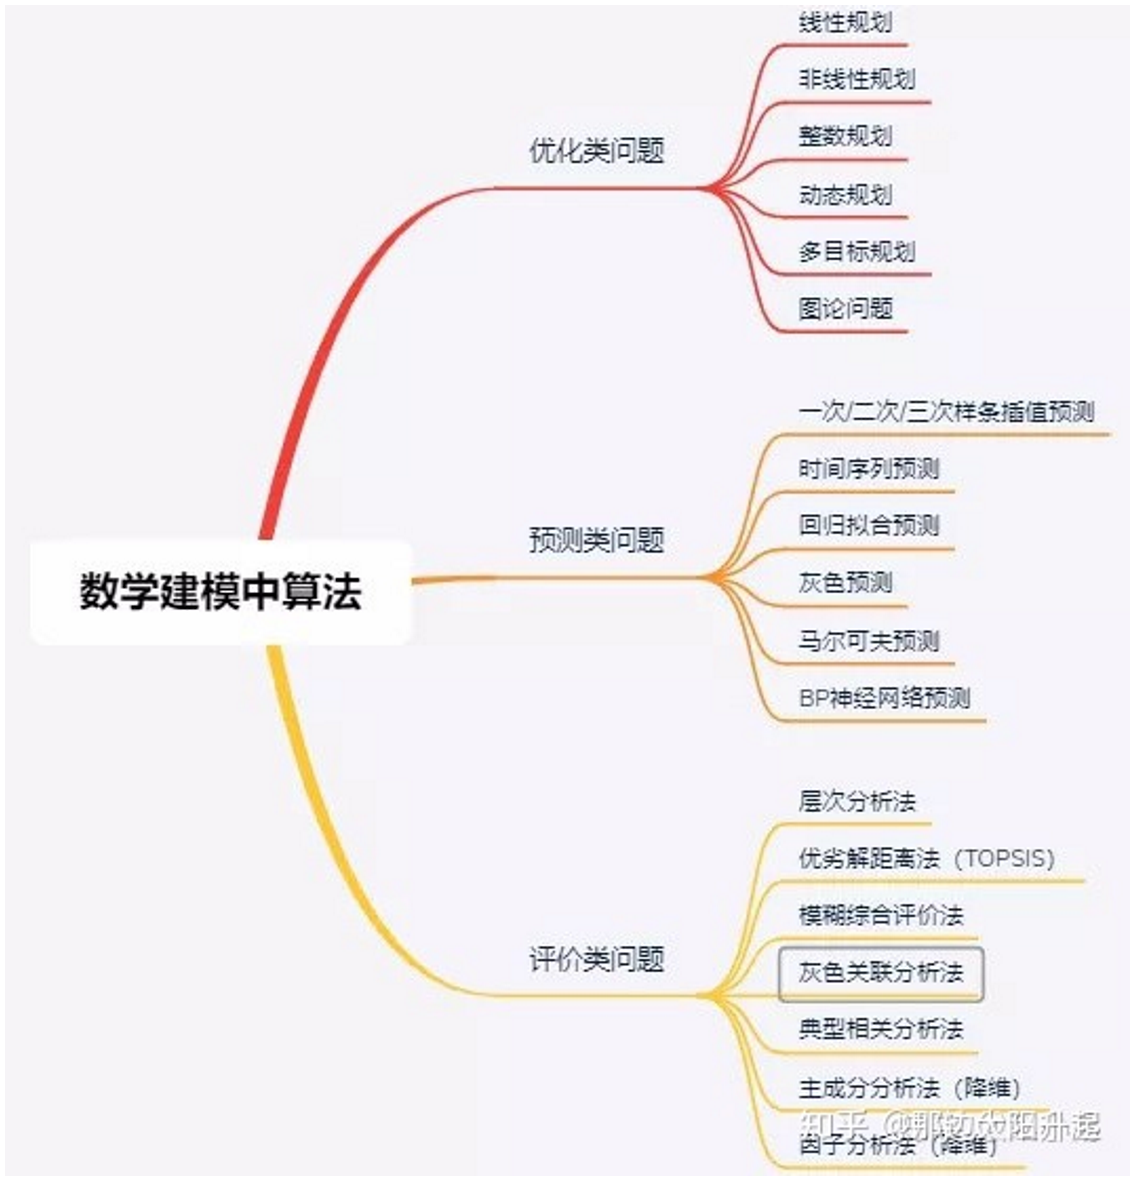 线性规划
非线性规划
整数规划
优化类问题
动态规划
多目标规划
图论问题
一次/二次/三次样条插值预测
时间序列预测
回归拟合预测
预测类问题
灰色预测
马尔可夫预测
BP神经网络预测
数学建模中算法
层次分析法
优劣解距离法（TOPSIS）
模糊综合评价法
评价类问题
灰色关联分析法
典型相关分析法
主成分分析法（降维）
知乎 @那边太阳升起
因子分析法（降维）